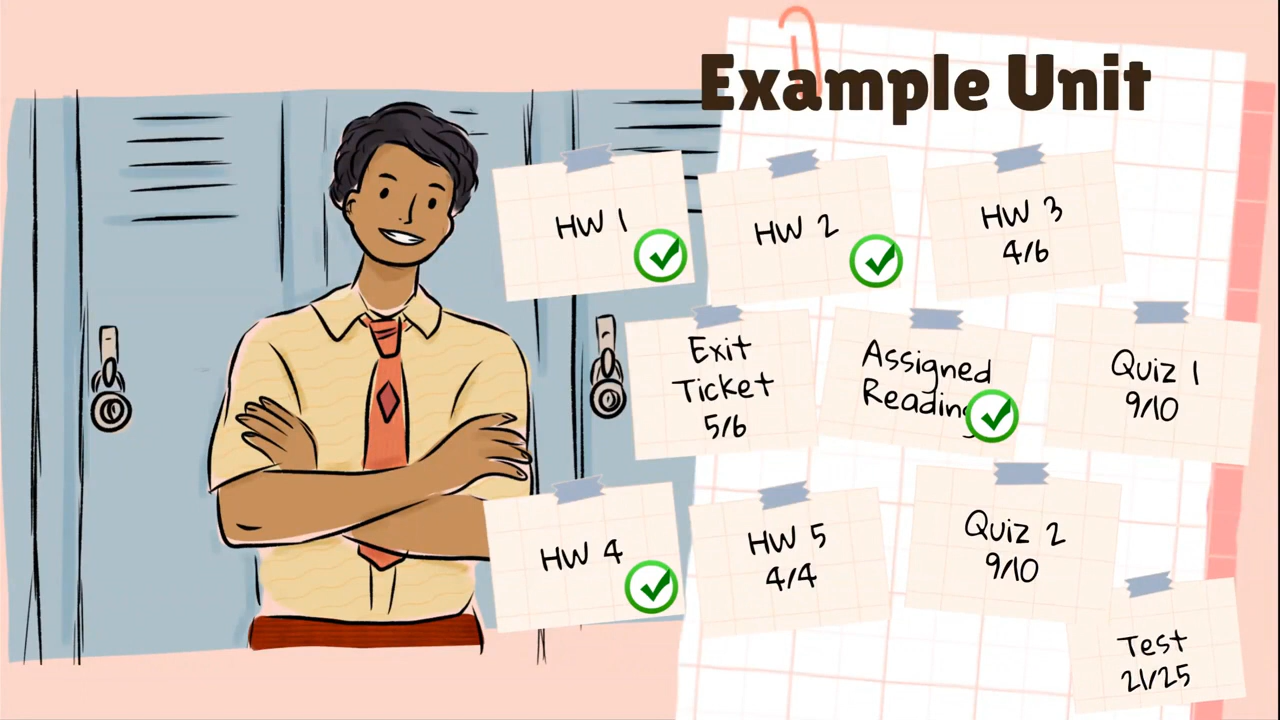 Example Unit
HW 1
HW 2
HW 3
4/6
Exit
Ticket
5/6
Assigned
Reading
Quiz 1
9/10
HW 4
HW 5
4/4
Quiz 2
9/10
Test
21/25